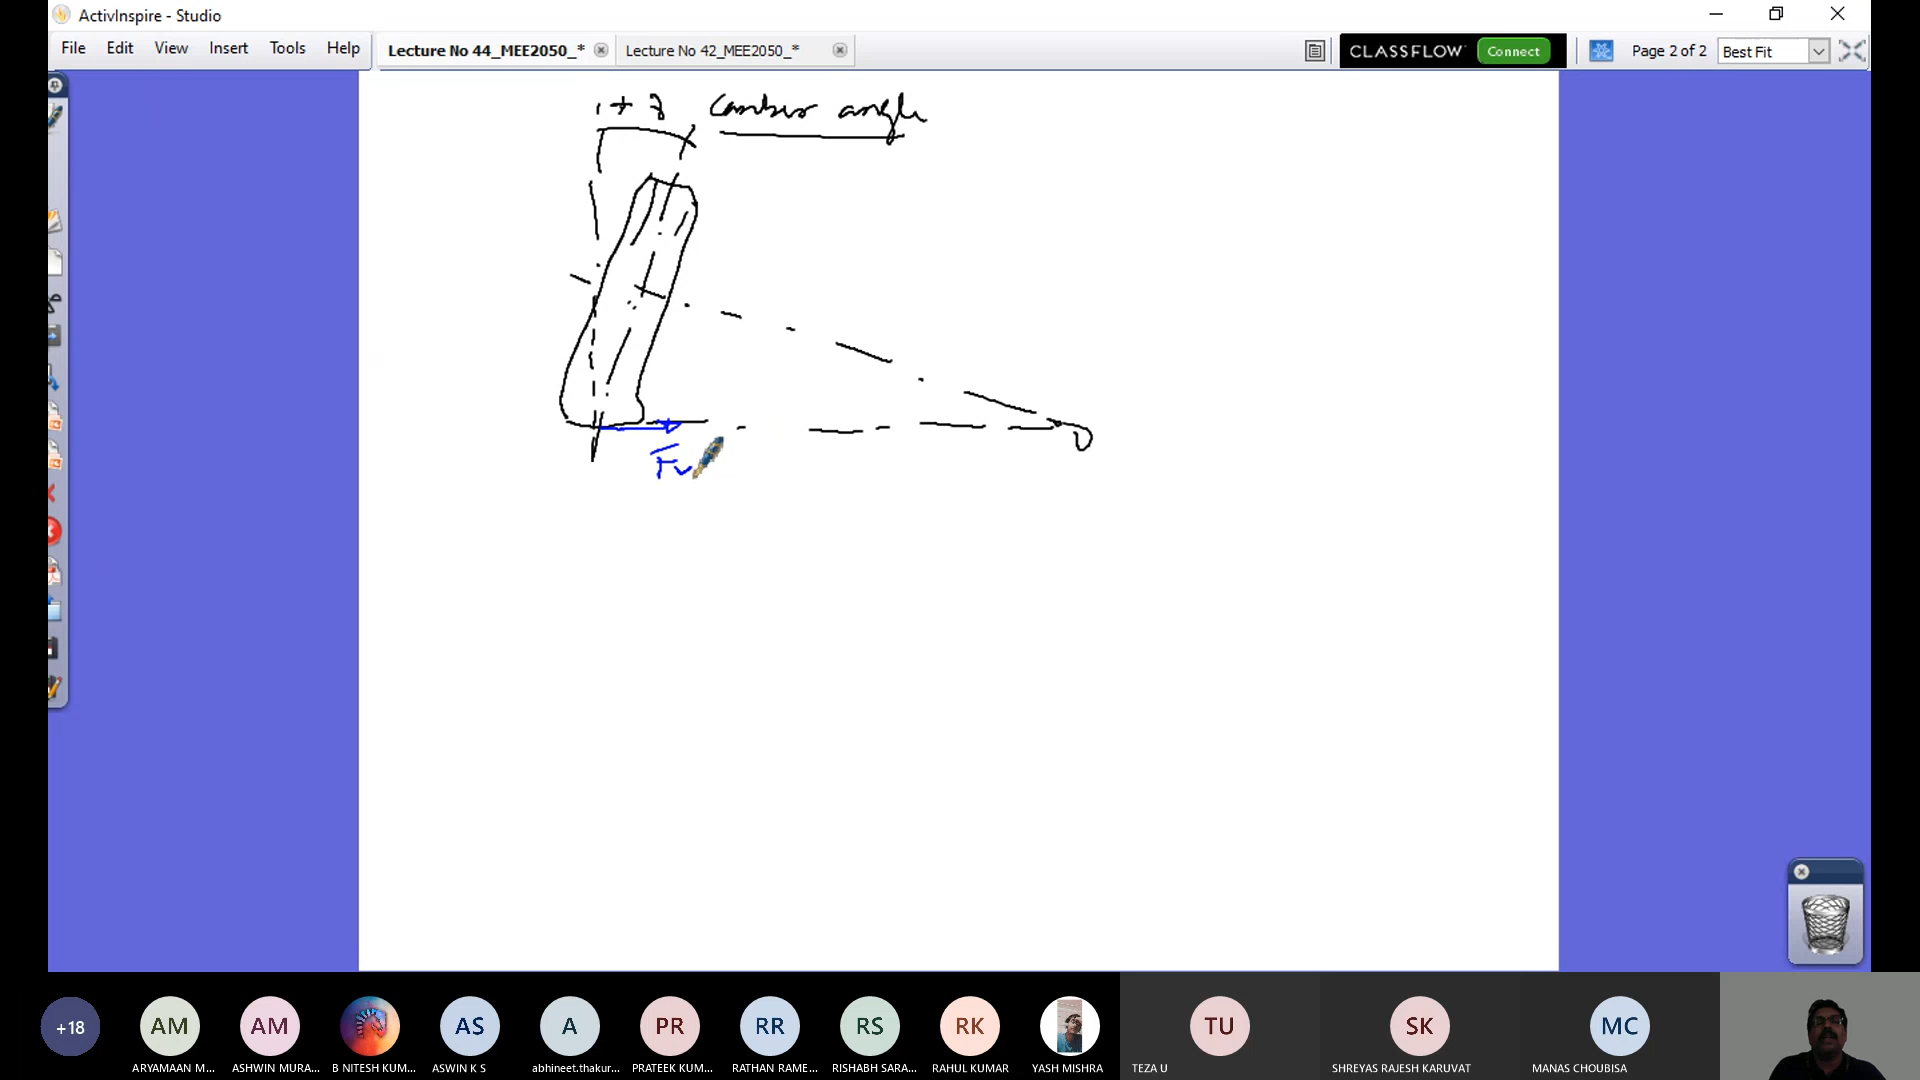 ActivInspire - Studio
File Edit View Insert Tools Help
Lecture No 44_MEE2050_* Lecture No 42_MEE2050_*
CLASSFLOW Connect Page 2 of 2 Best Fit
Camber angle
O
+18 AM AM AS A PR RR RS RK TU SK MC
ARYAMAAN M... ASHWIN MURA... B NITESH KUM... ASWIN K S abhineet.thakur... PRATEEK KUM... RATHAN RAME... RISHABH SARA... RAHUL KUMAR YASH MISHRA TEZA U SHREYAS RAJESH KARUVAT MANAS CHOUBISA